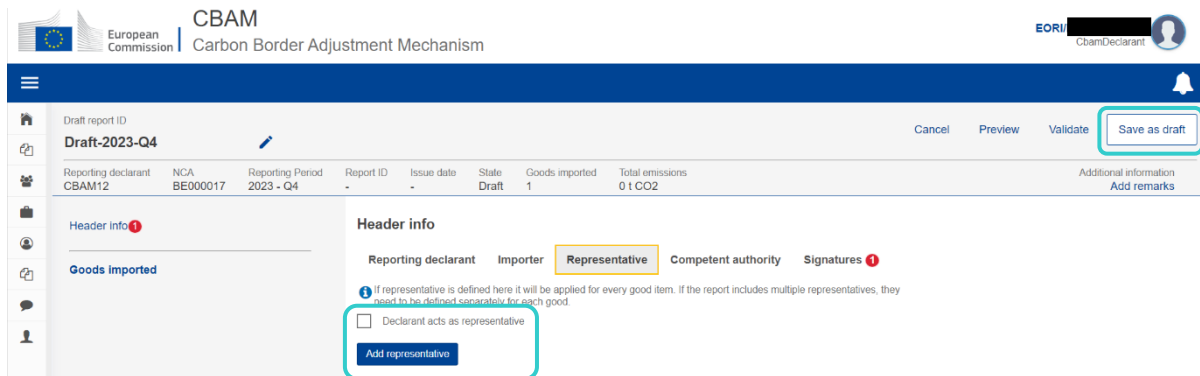 European
Commission
CBAM
Carbon Border Adjustment Mechanism
EORI/
CbamDeclarant
Draft report ID
Draft-2023-Q4
Cancel
Preview
Validate
Save as draft
Reporting declarant
CBAM12
NCA
BE000017
Reporting Period
2023 - Q4
Report ID
-
Issue date
-
State
Draft
Goods imported
1
Total emissions
0 t CO2
Additional information
Add remarks
Header info 1
Goods imported
Header info
Reporting declarant
Importer
Representative
Competent authority
Signatures 1
If representative is defined here it will be applied for every good item. If the report includes multiple representatives, they
need to be defined separately for each good.
Declarant acts as representative
Add representative